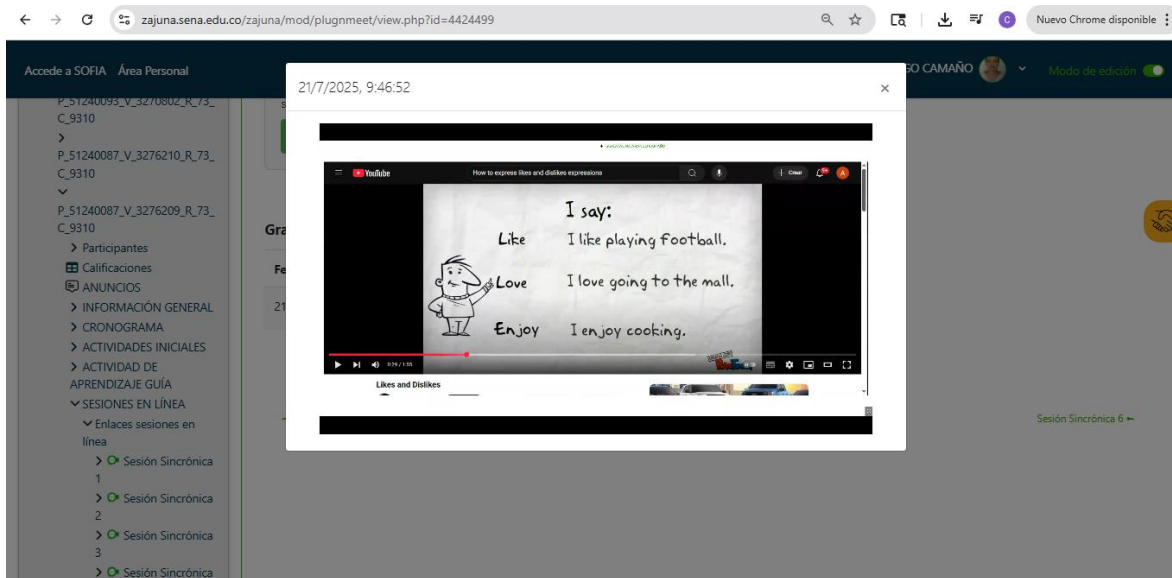 zajuna.sena.edu.co/zajuna/mod/plugnmeet/view.php?id=4424499
Nuevo Chrome disponible
C
Accede a SOFIA Área Personal
GO CAMAÑO
Modo de edición
P_51240093_V_3270802_R_73_
C_9310
P_51240087_V_3276210_R_73_
C_9310
P_51240087_V_3276209_R_73_
C_9310
Participantes
Calificaciones
ANUNCIOS
INFORMACIÓN GENERAL
CRONOGRAMA
ACTIVIDADES INICIALES
ACTIVIDAD DE
APRENDIZAJE GUÍA
SESIONES EN LÍNEA
Enlaces sesiones en
línea
Sesión Sincrónica
1
Sesión Sincrónica
2
Sesión Sincrónica
3
Sesión Sincrónica
Gra
Fe
21
21/7/2025, 9:46:52
×
YouTube
How to express likes and dislikes expressions
Crear
9+
A
I say:
Like I like playing football.
Love I love going to the mall.
Enjoy I enjoy cooking.
0:29 / 1:55
Likes and Dislikes
Sesión Sincrónica 6